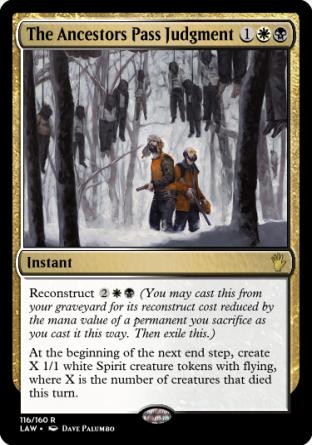 The Ancestors Pass Judgment 1
Instant
Reconstruct 2 (You may cast this from
your graveyard for its reconstruct cost reduced by
the mana value of a permanent you sacrifice as
you cast it this way. Then exile this.)
At the beginning of the next end step, create
X 1/1 white Spirit creature tokens with flying,
where X is the number of creatures that died
this turn.
116/160 R
LAW • Dave Palumbo